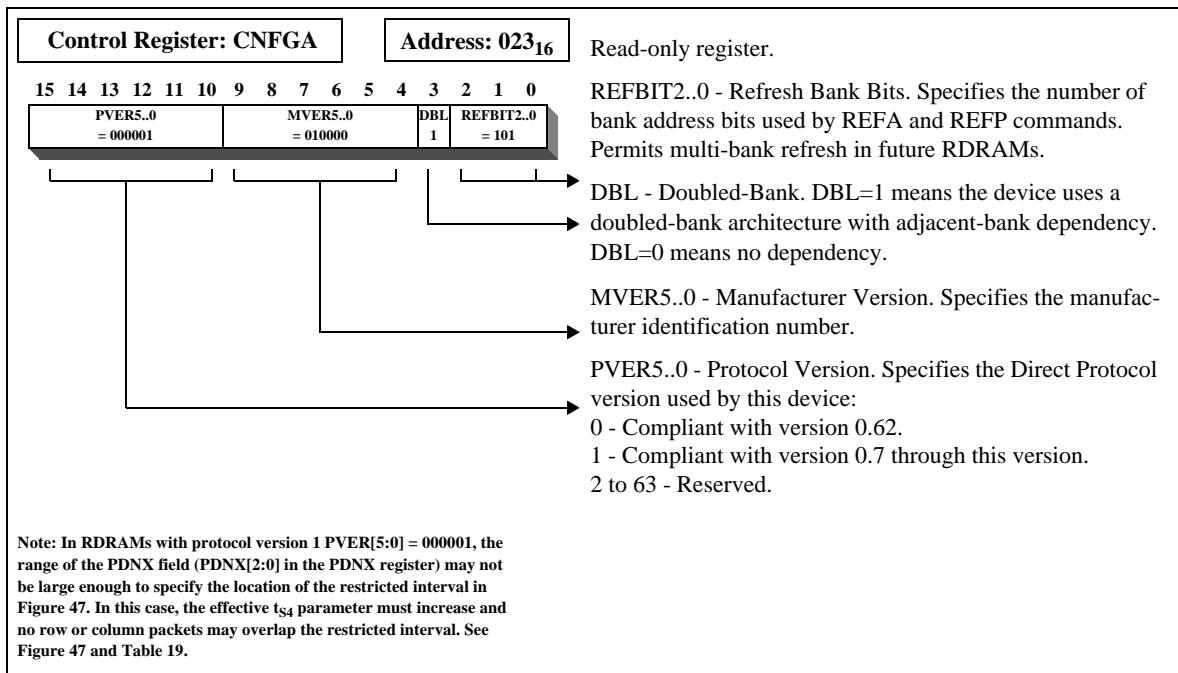 Control Register: CNFGA
Address: 023₁₆
15 14 13 12 11 10 9 8 7 6 5 4 3 2 1 0
PVER5..0
= 000001
MVER5..0
= 010000
DBL
1
REFBIT2..0
= 101
Read-only register.
REFBIT2..0 - Refresh Bank Bits. Specifies the number of
bank address bits used by REFA and REFP commands.
Permits multi-bank refresh in future RDRAMs.
DBL - Doubled-Bank. DBL=1 means the device uses a
doubled-bank architecture with adjacent-bank dependency.
DBL=0 means no dependency.
MVER5..0 - Manufacturer Version. Specifies the manufac-
turer identification number.
PVER5..0 - Protocol Version. Specifies the Direct Protocol
version used by this device:
0 - Compliant with version 0.62.
1 - Compliant with version 0.7 through this version.
2 to 63 - Reserved.
Note: In RDRAMs with protocol version 1 PVER[5:0] = 000001, the
range of the PDNX field (PDNX[2:0] in the PDNX register) may not
be large enough to specify the location of the restricted interval in
Figure 47. In this case, the effective tS4 parameter must increase and
no row or column packets may overlap the restricted interval. See
Figure 47 and Table 19.